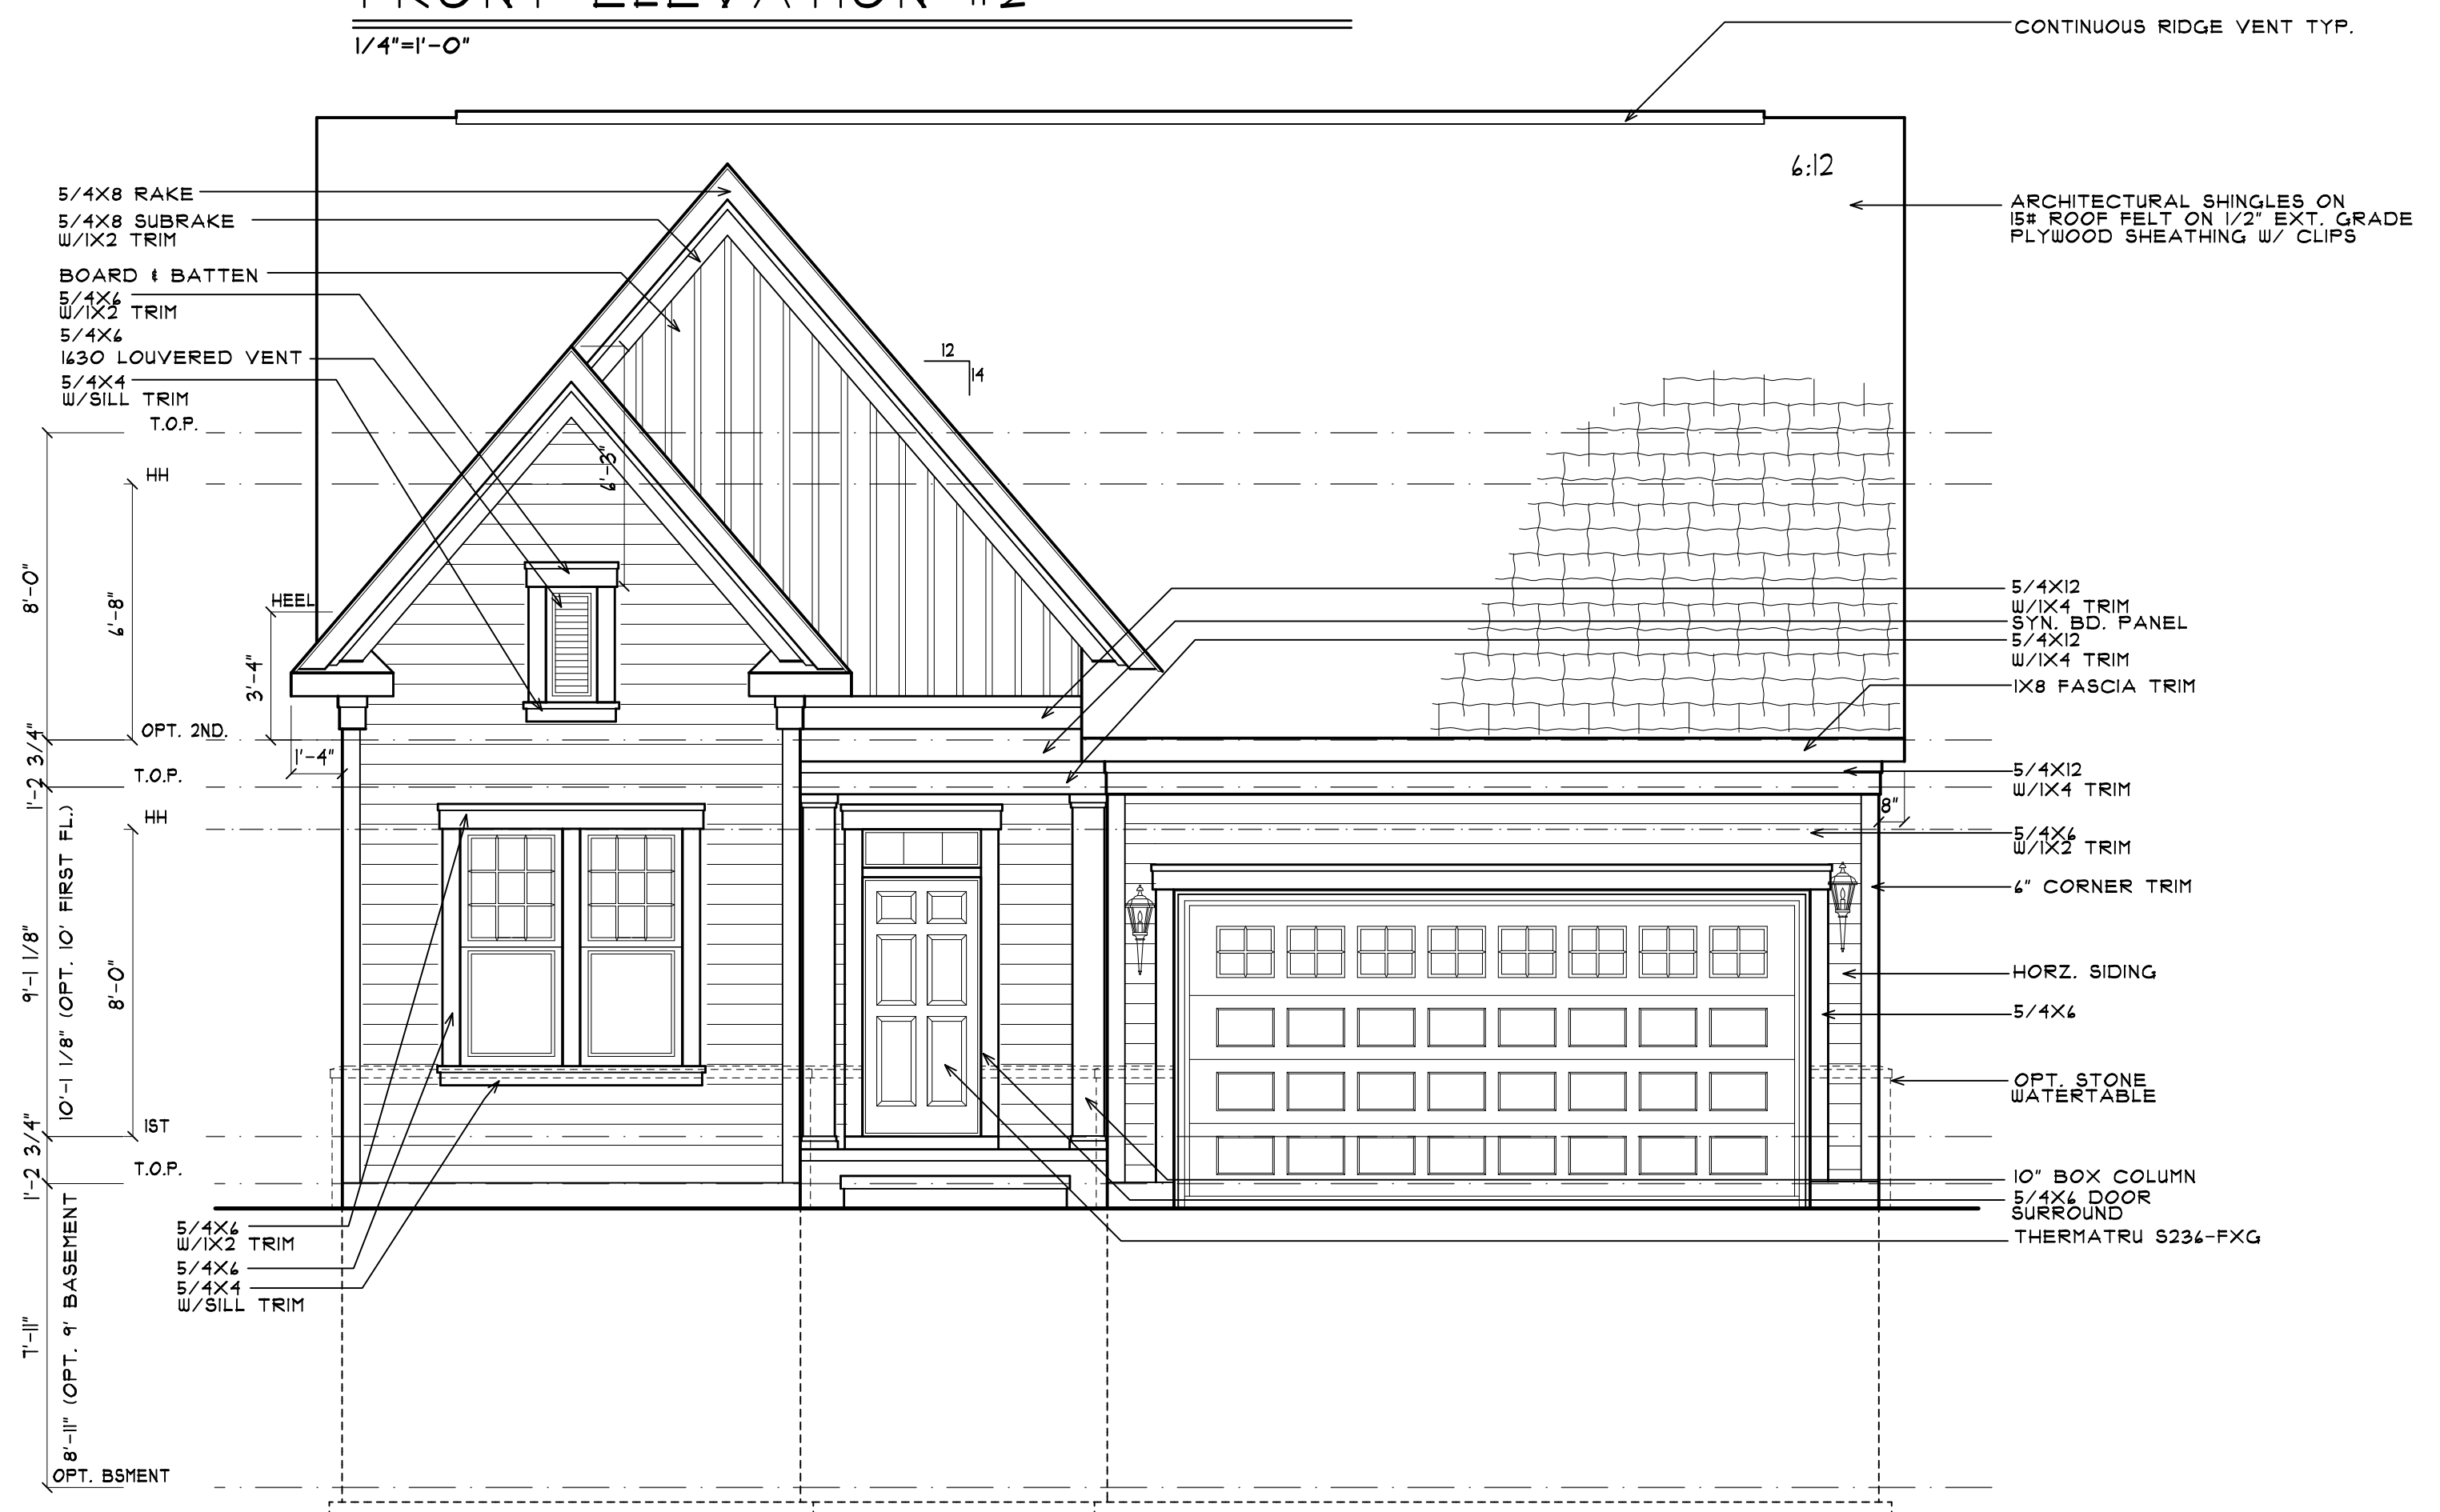 FRONT ELEVATION #2
1/4"=1'-0"
CONTINUOUS RIDGE VENT TYP.
6:12
ARCHITECTURAL SHINGLES ON
15# ROOF FELT ON 1/2" EXT. GRADE
PLYWOOD SHEATHING W/ CLIPS
5/4X8 RAKE
5/4X8 SUBRAKE
W/1X2 TRIM
BOARD & BATTEN
5/4X6
W/1X2 TRIM
5/4X6
1630 LOUVERED VENT
5/4X4
W/SILL TRIM
12
14
T.O.P.
HH
6'-3"
8'-0"
6'-8"
HEEL
3'-4"
OPT. 2ND.
1'-4"
1'-2 3/4"
T.O.P.
HH
9'-1 1/8"
10'-1 1/8" (OPT. 10' FIRST FL.)
8'-0"
1ST
1'-2 3/4"
T.O.P.
7'-11"
8'-11" (OPT. 9' BASEMENT
OPT. BSMENT
5/4X6
W/1X2 TRIM
5/4X6
5/4X4
W/SILL TRIM
5/4X12
W/1X4 TRIM
SYN. BD. PANEL
5/4X12
W/1X4 TRIM
1X8 FASCIA TRIM
5/4X12
W/1X4 TRIM
8"
5/4X6
W/1X2 TRIM
6" CORNER TRIM
HORZ. SIDING
5/4X6
OPT. STONE
WATERTABLE
10" BOX COLUMN
5/4X6 DOOR
SURROUND
THERMATRU S236-FXG